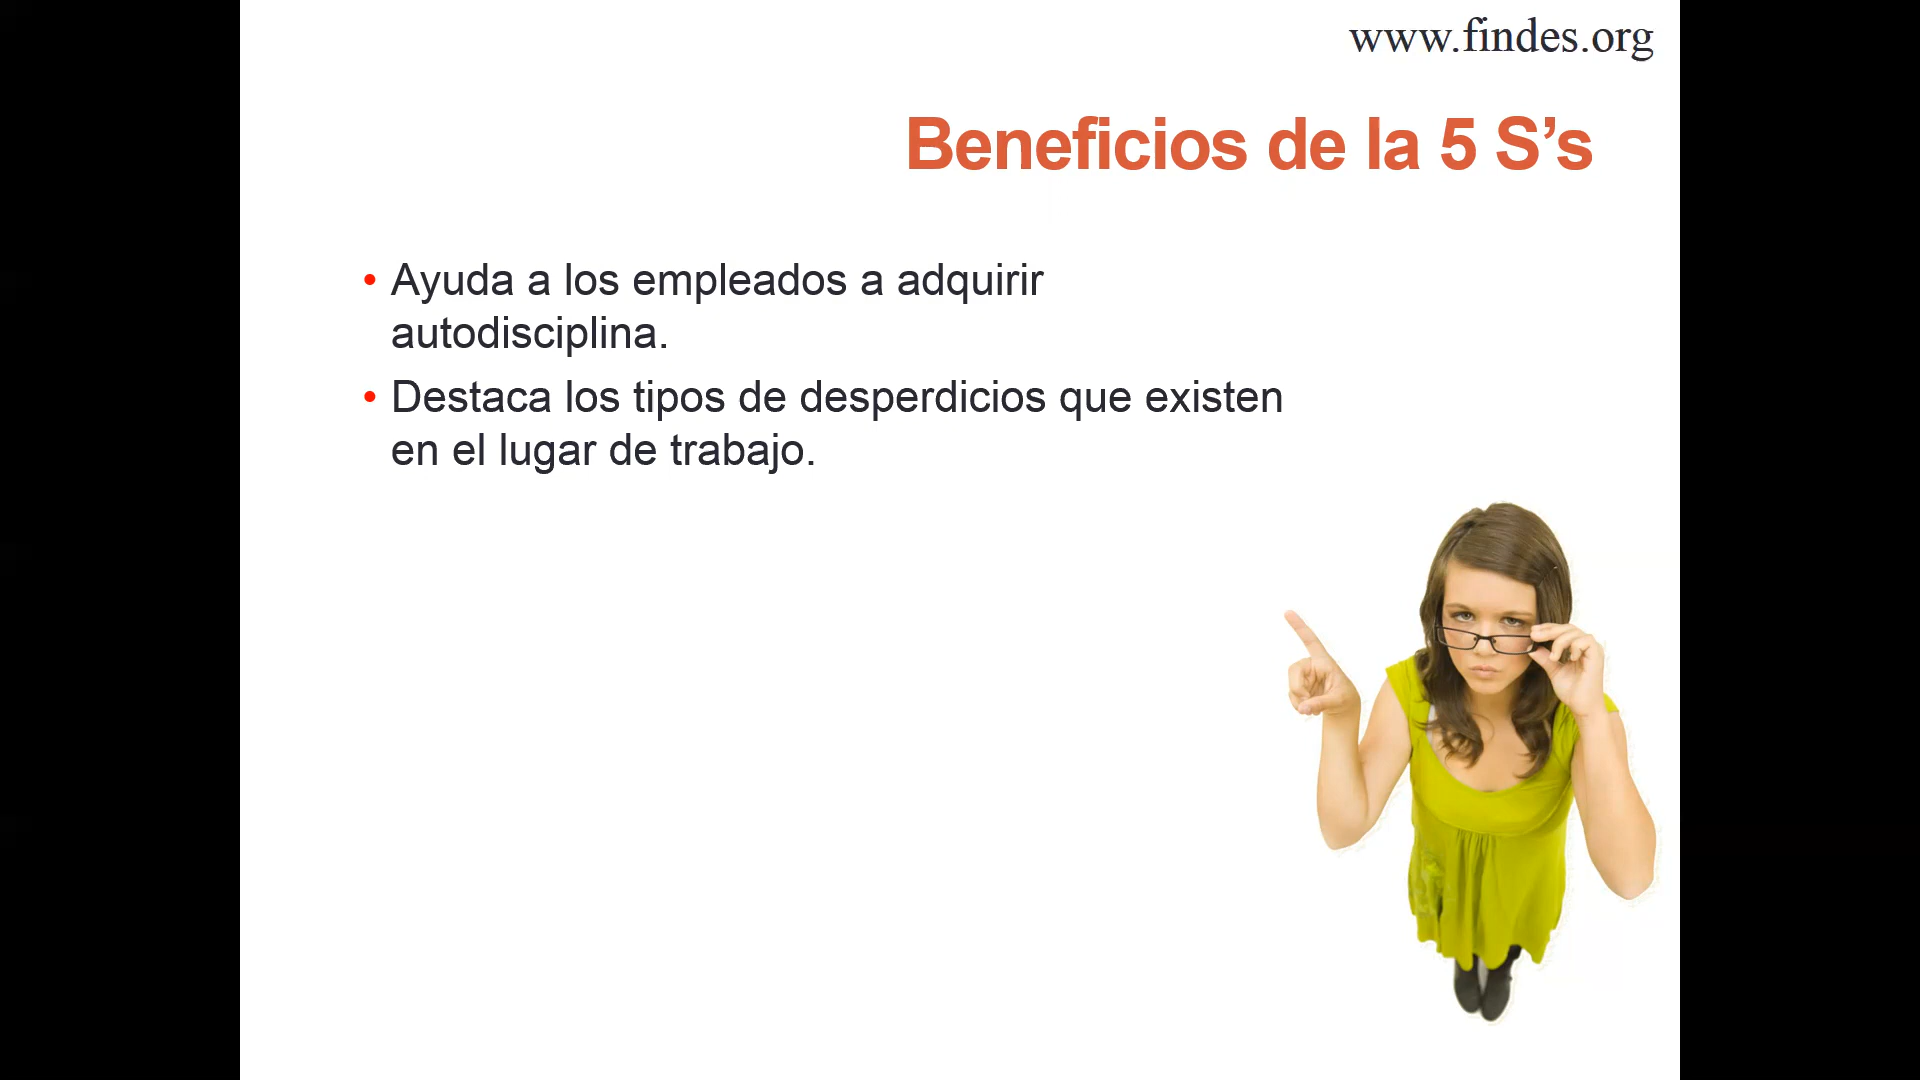 www.findes.org
Beneficios de la 5 S’s
• Ayuda a los empleados a adquirir
autodisciplina.
• Destaca los tipos de desperdicios que existen
en el lugar de trabajo.